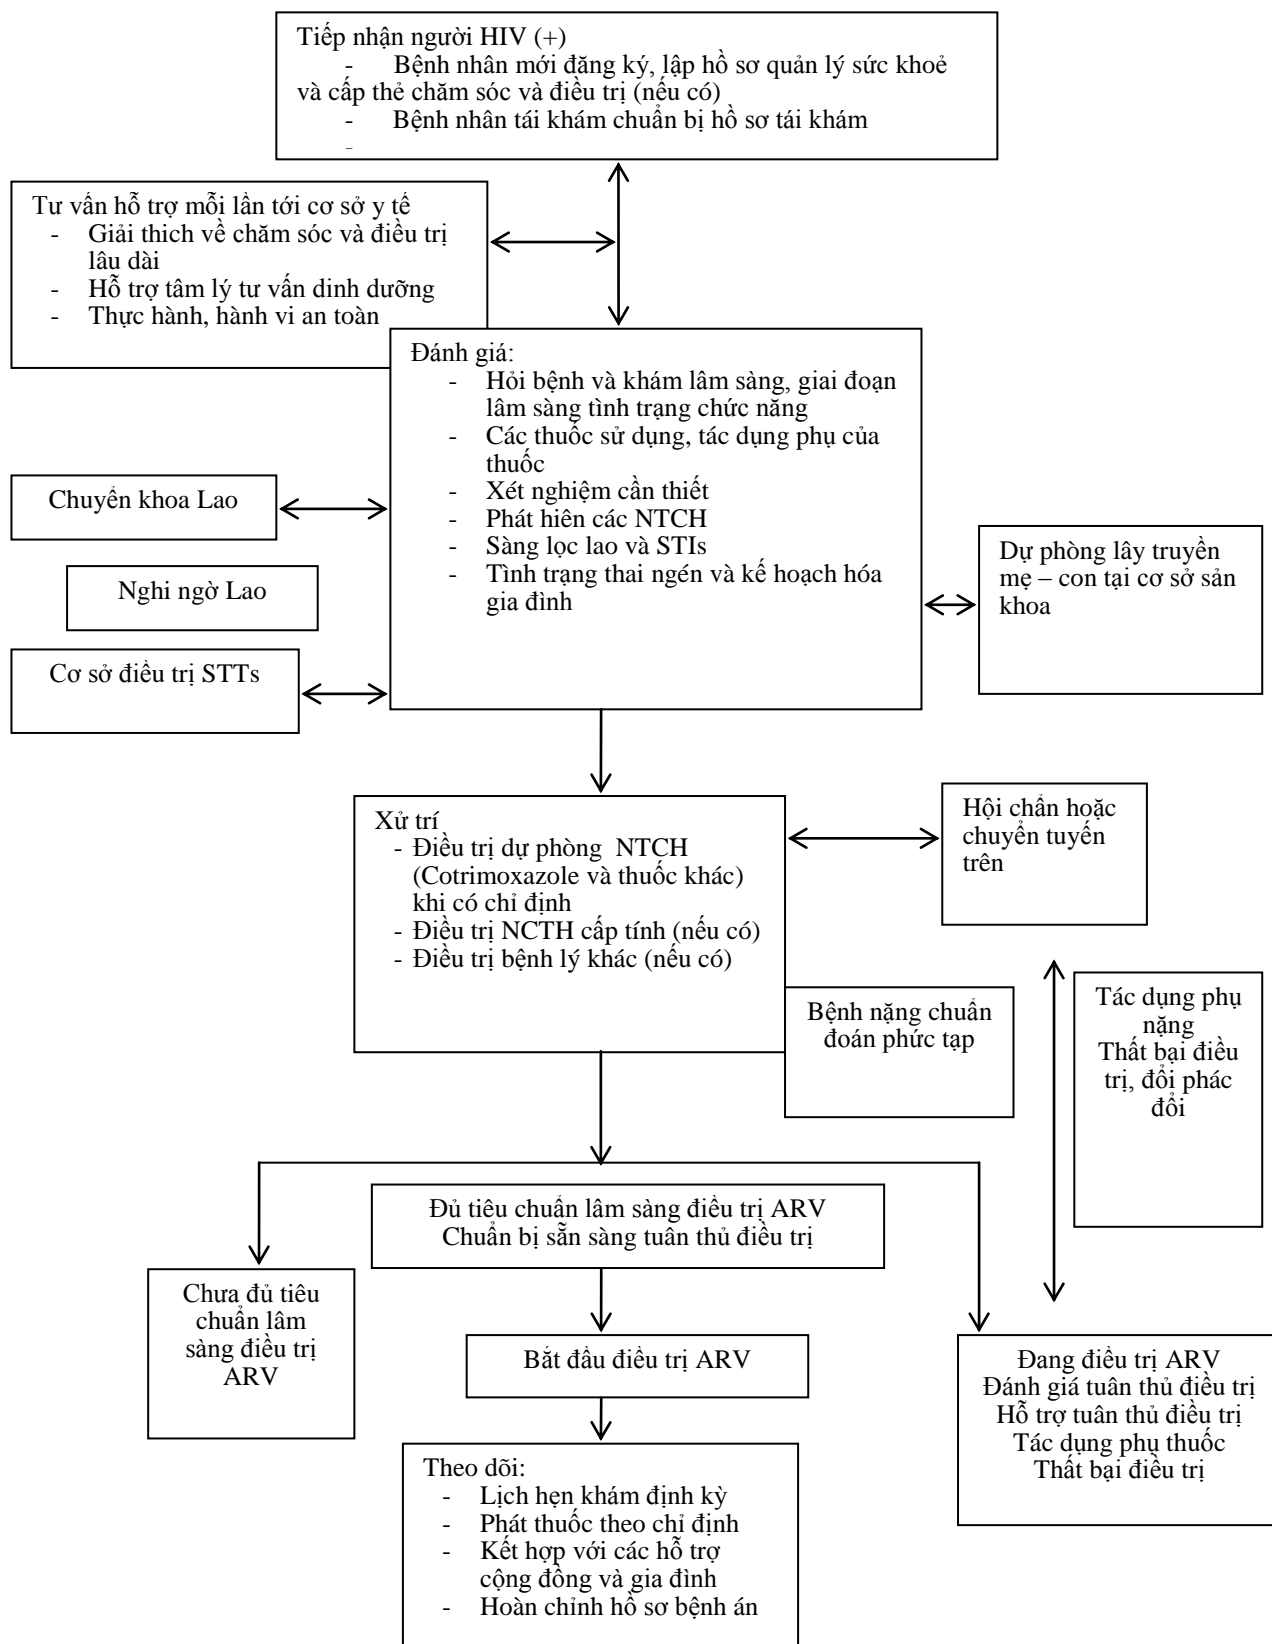 Tiếp nhận người HIV (+)
- Bệnh nhân mới đăng ký, lập hồ sơ quản lý sức khoẻ
và cấp thẻ chăm sóc và điều trị (nếu có)
- Bệnh nhân tái khám chuẩn bị hồ sơ tái khám
-
Tư vấn hỗ trợ mỗi lần tới cơ sở y tế
- Giải thich về chăm sóc và điều trị
lâu dài
- Hỗ trợ tâm lý tư vấn dinh dưỡng
- Thực hành, hành vi an toàn
Đánh giá:
- Hỏi bệnh và khám lâm sàng, giai đoạn
lâm sàng tình trạng chức năng
- Các thuốc sử dụng, tác dụng phụ của
thuốc
- Xét nghiệm cần thiết
- Phát hiên các NTCH
- Sàng lọc lao và STIs
- Tình trạng thai ngén và kế hoạch hóa
gia đình
Chuyển khoa Lao
Nghi ngờ Lao
Cơ sở điều trị STTs
Dự phòng lây truyền
mẹ – con tại cơ sở sản
khoa
Xử trí
- Điều trị dự phòng NTCH
(Cotrimoxazole và thuốc khác)
khi có chỉ định
- Điều trị NCTH cấp tính (nếu có)
- Điều trị bệnh lý khác (nếu có)
Hội chẩn hoặc
chuyển tuyến
trên
Bệnh nặng chuẩn
đoán phức tạp
Tác dụng phụ
nặng
Thất bại điều
trị, đổi phác
đổi
Đủ tiêu chuẩn lâm sàng điều trị ARV
Chuẩn bị sẵn sàng tuân thủ điều trị
Chưa đủ tiêu
chuẩn lâm
sàng điều trị
ARV
Bắt đầu điều trị ARV
Đang điều trị ARV
Đánh giá tuân thủ điều trị
Hỗ trợ tuân thủ điều trị
Tác dụng phụ thuốc
Thất bại điều trị
Theo dõi:
- Lịch hẹn khám định kỳ
- Phát thuốc theo chỉ định
- Kết hợp với các hỗ trợ
cộng đồng và gia đình
- Hoàn chỉnh hồ sơ bệnh án